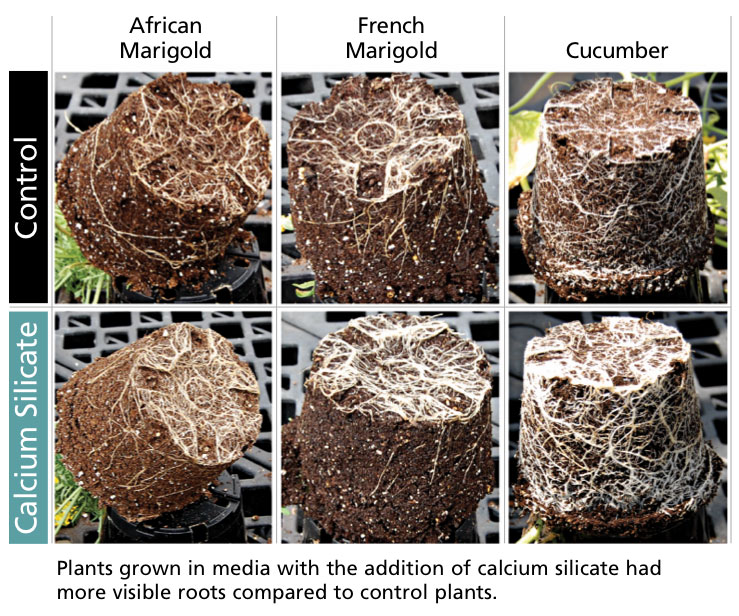 African
Marigold
French
Marigold
Cucumber
Control
Calcium Silicate
Plants grown in media with the addition of calcium silicate had
more visible roots compared to control plants.